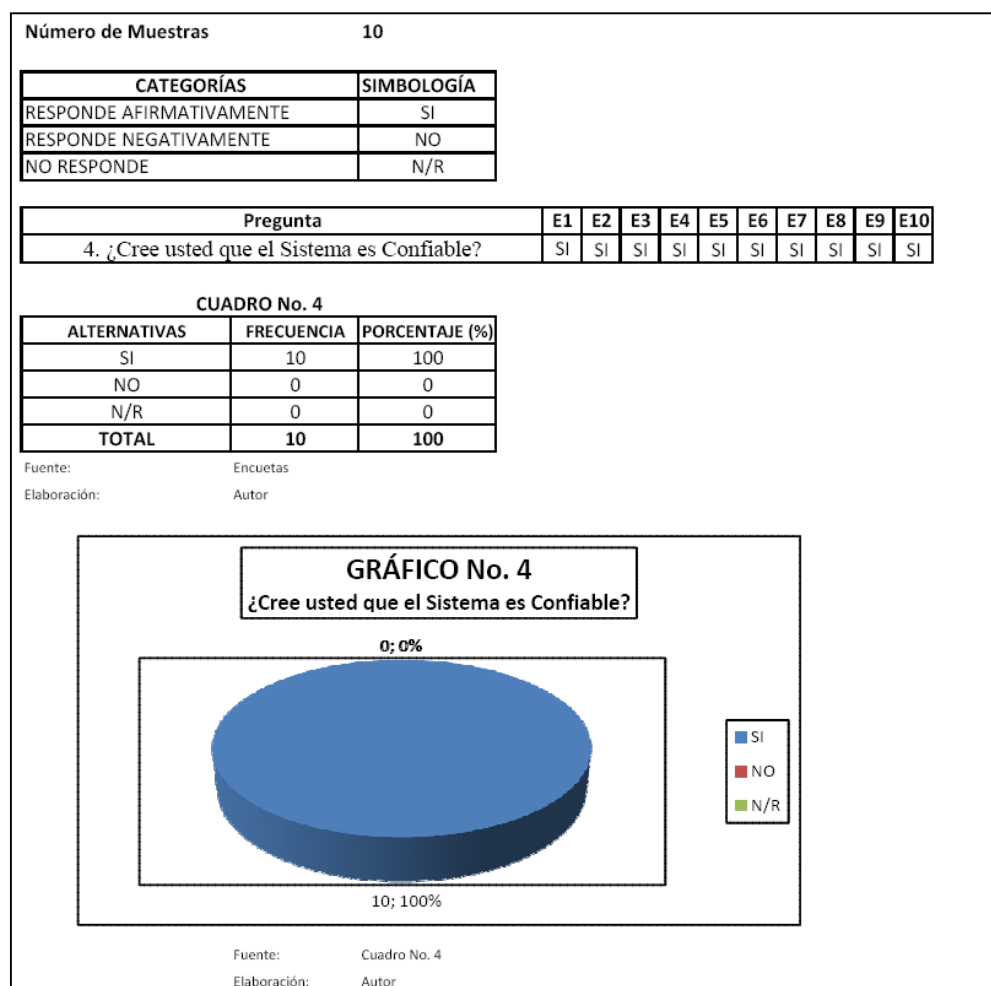 Número de Muestras 10
CATEGORÍAS SIMBOLOGÍA
RESPONDE AFIRMATIVAMENTE SI
RESPONDE NEGATIVAMENTE NO
NO RESPONDE N/R
Pregunta E1 E2 E3 E4 E5 E6 E7 E8 E9 E10
4. ¿Cree usted que el Sistema es Confiable? SI SI SI SI SI SI SI SI SI SI
CUADRO No. 4
ALTERNATIVAS FRECUENCIA PORCENTAJE (%)
SI 10 100
NO 0 0
N/R 0 0
TOTAL 10 100
Fuente: Encuetas
Elaboración: Autor
GRÁFICO No. 4
¿Cree usted que el Sistema es Confiable?
0; 0%
SI
NO
N/R
10; 100%
Fuente: Cuadro No. 4
Elaboración: Autor